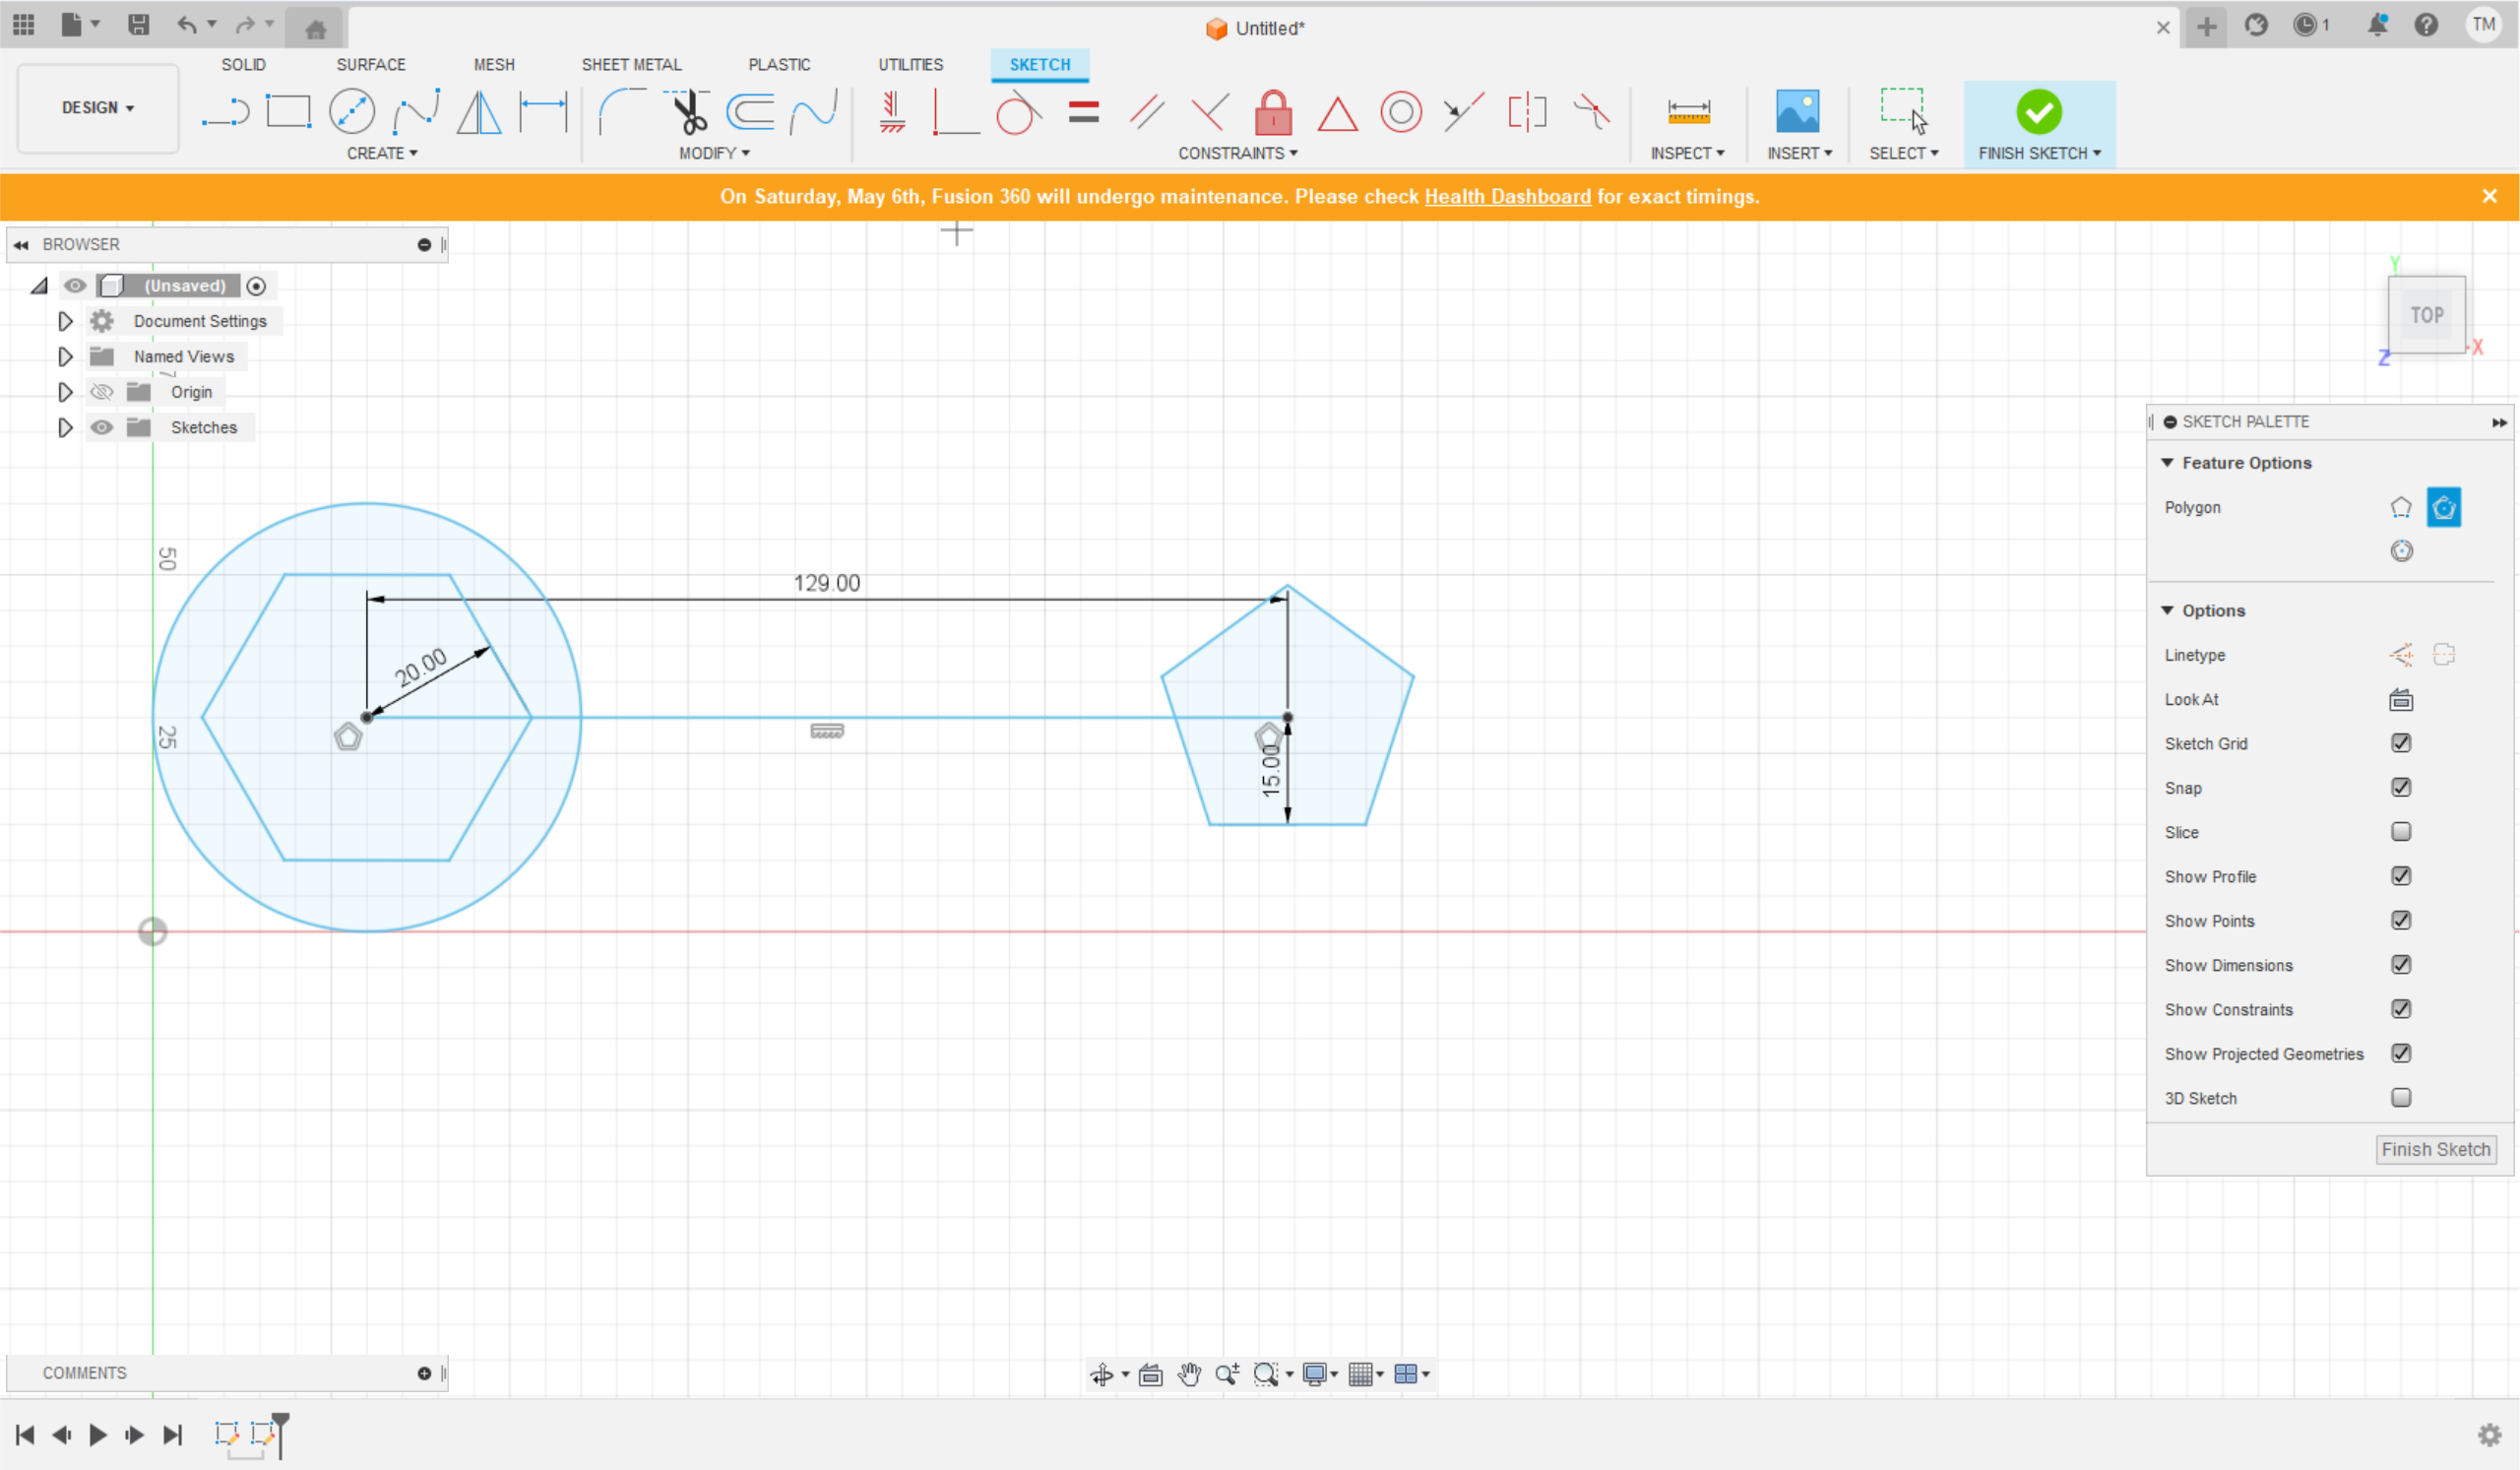 Untitled*
1
TM
SOLID SURFACE MESH SHEET METAL PLASTIC UTILITIES SKETCH
DESIGN
CREATE MODIFY CONSTRAINTS INSPECT INSERT SELECT FINISH SKETCH
On Saturday, May 6th, Fusion 360 will undergo maintenance. Please check Health Dashboard for exact timings.
BROWSER
(Unsaved)
Document Settings
Named Views
Origin
Sketches
Y
TOP
X
Z
SKETCH PALETTE
Feature Options
Polygon
Options
Linetype
Look At
Sketch Grid
Snap
Slice
Show Profile
Show Points
Show Dimensions
Show Constraints
Show Projected Geometries
3D Sketch
Finish Sketch
50
129.00
20.00
25
15.00
COMMENTS